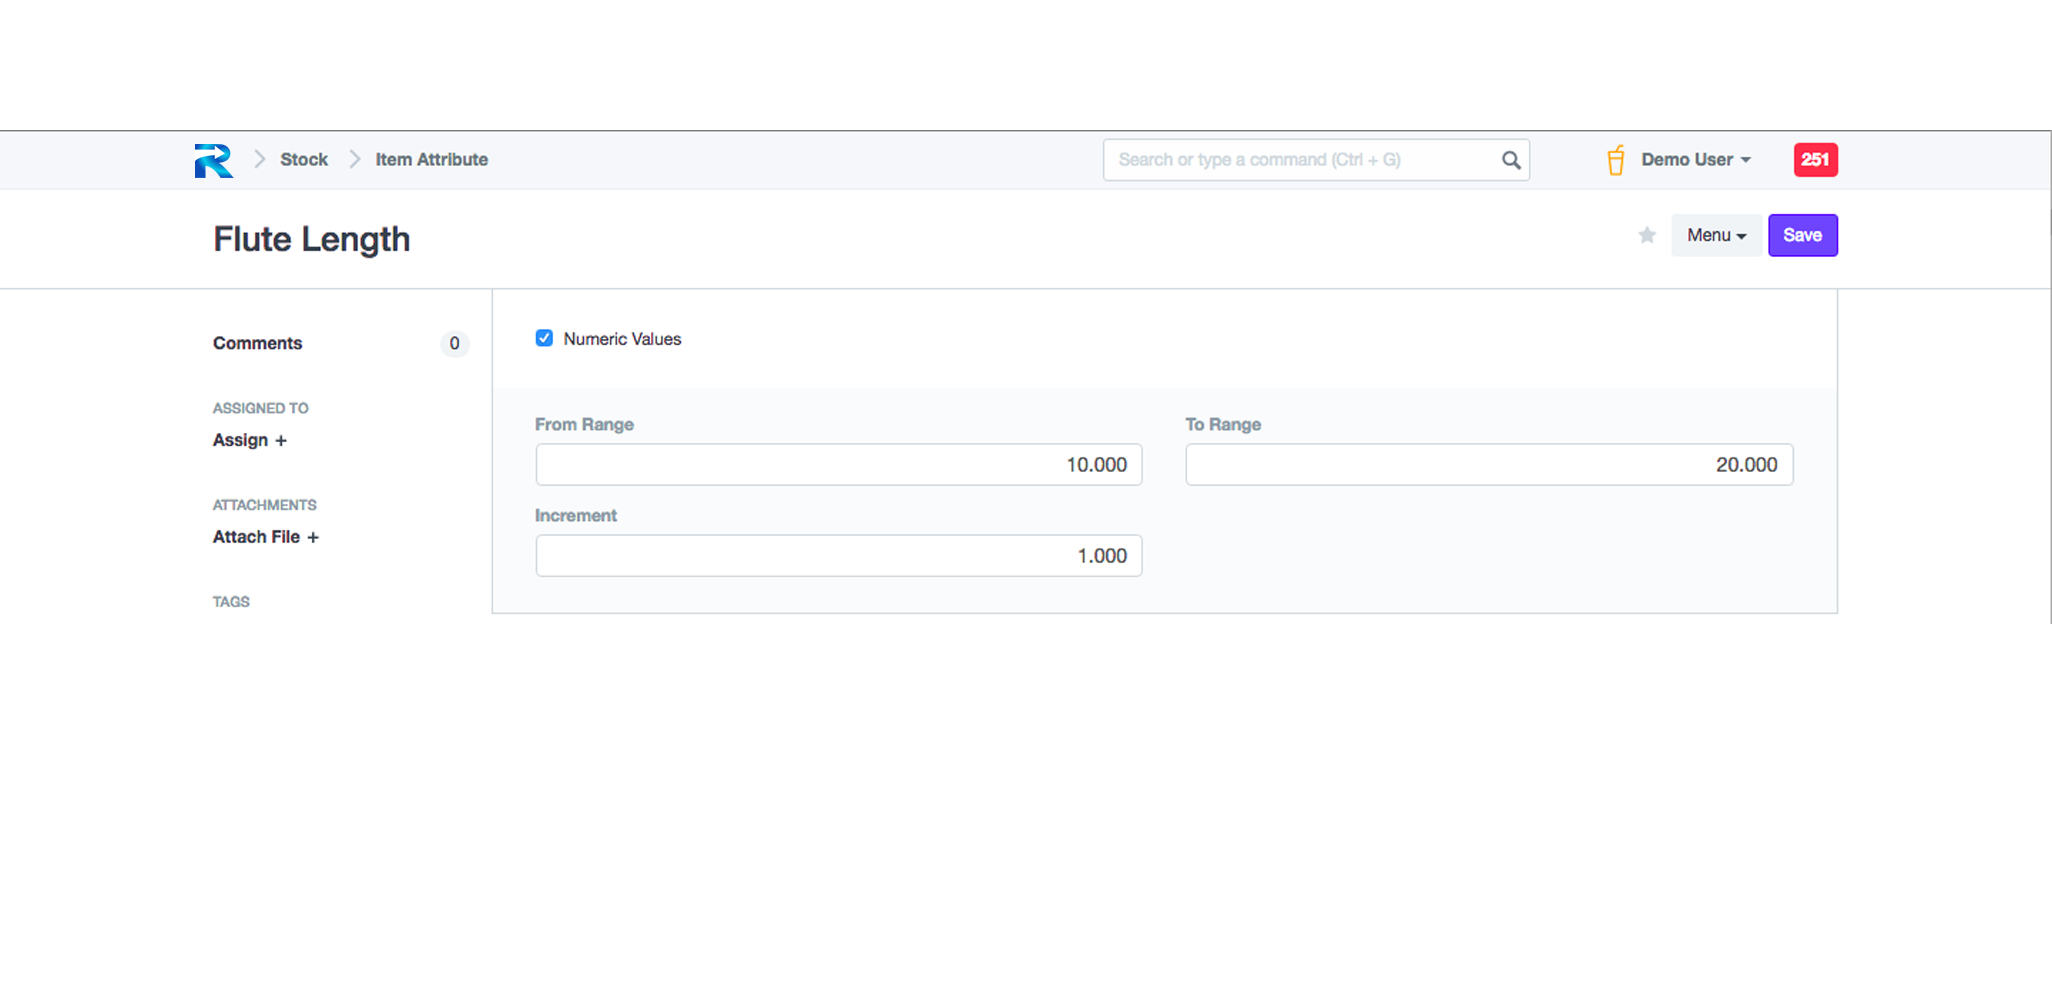 Stock
Item Attribute
Search or type a command (Ctrl + G)
Demo User
251
Flute Length
Menu
Save
Comments
0
Numeric Values
ASSIGNED TO
Assign +
From Range
10.000
To Range
20.000
ATTACHMENTS
Attach File +
Increment
1.000
TAGS